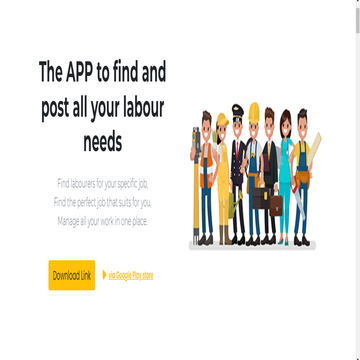 The APP to find and
post all your labour
needs
Find labourers for your specific job,
Find the perfect job that suits for you,
Manage all your work in one place.
Download Link
via Google Play store